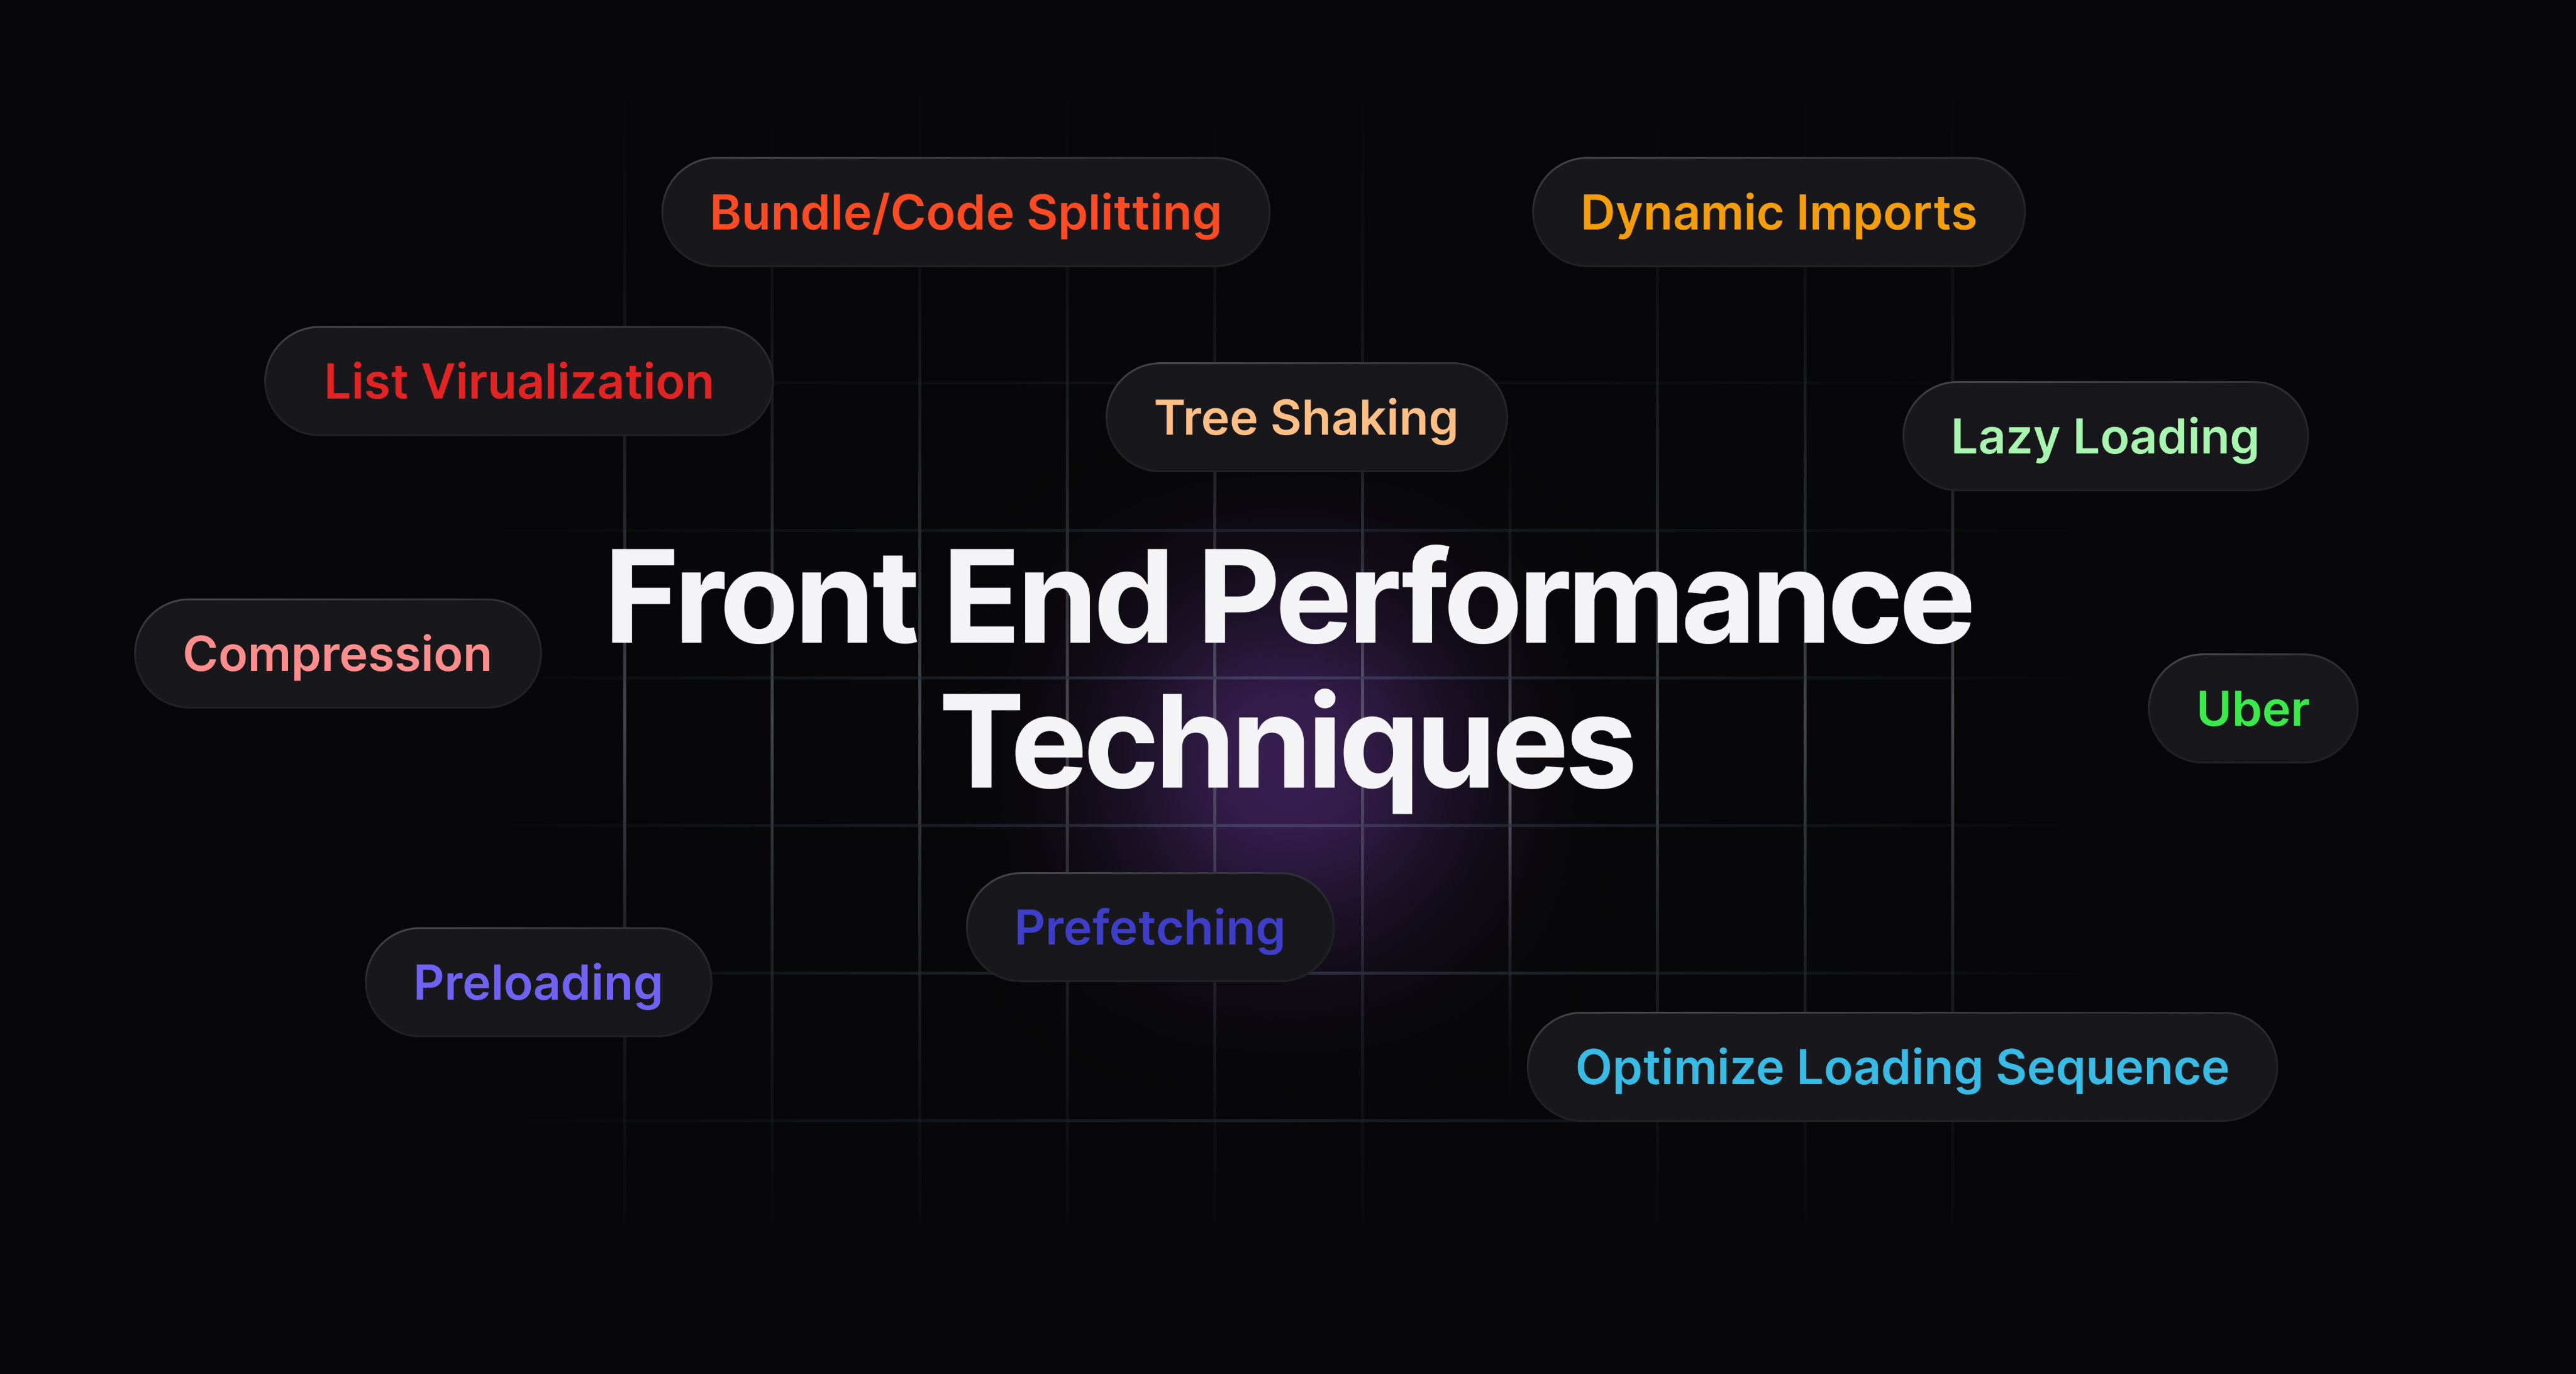 Bundle/Code Splitting
Dynamic Imports
List Virualization
Tree Shaking
Lazy Loading
Front End Performance
Techniques
Compression
Uber
Prefetching
Preloading
Optimize Loading Sequence